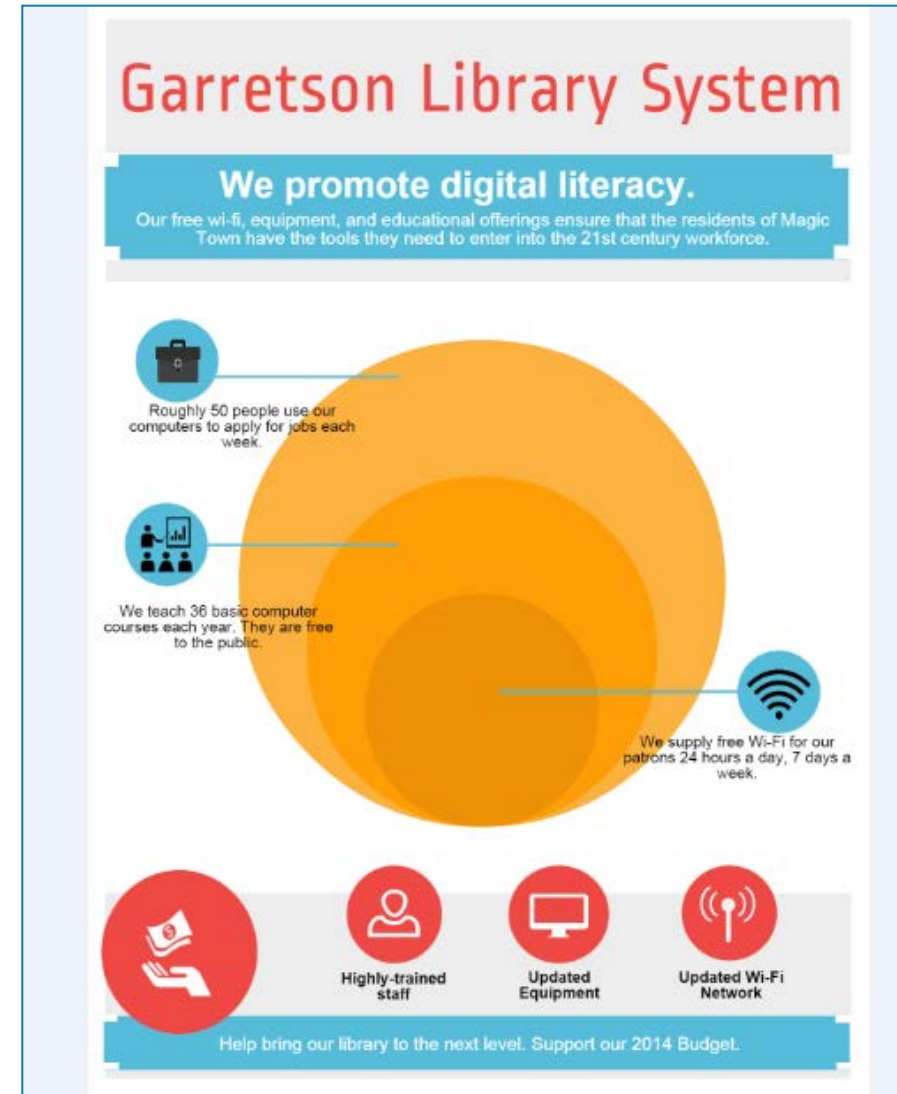 Garretson Library System
We promote digital literacy.
Our free wi-fi, equipment, and educational offerings ensure that the residents of Magic
Town have the tools they need to enter into the 21st century workforce.
Roughly 50 people use our
computers to apply for jobs each
week.
We teach 36 basic computer
courses each year. They are free
to the public.
We supply free Wi-Fi for our
patrons 24 hours a day, 7 days a
week.
Highly-trained
staff
Updated
Equipment
Updated Wi-Fi
Network
Help bring our library to the next level. Support our 2014 Budget.